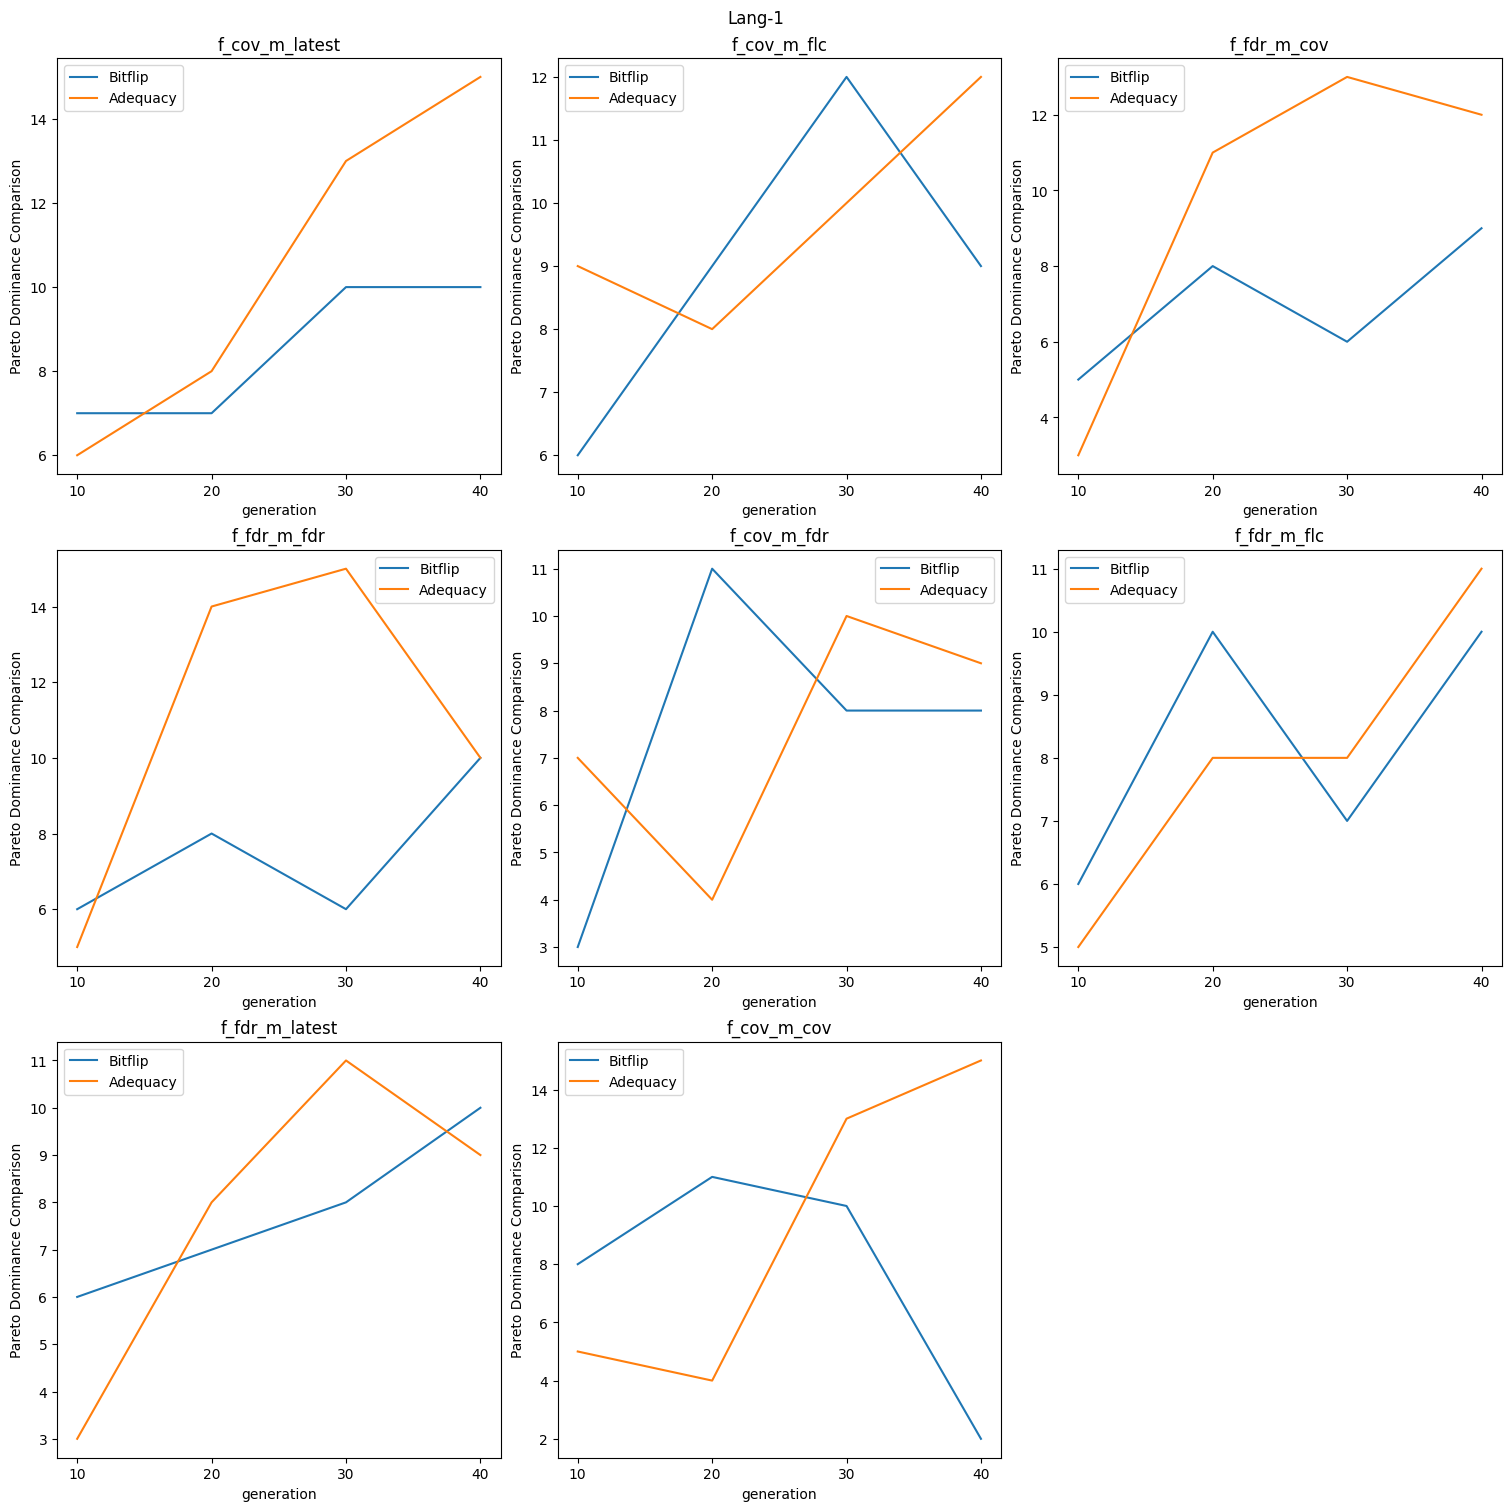 Lang-1
f_cov_m_latest
Bitflip
Adequacy
Pareto Dominance Comparison
14
12
10
8
6
10 20 30 40
generation
f_cov_m_flc
Bitflip
Adequacy
Pareto Dominance Comparison
12
11
10
9
8
7
6
10 20 30 40
generation
f_fdr_m_cov
Bitflip
Adequacy
Pareto Dominance Comparison
12
10
8
6
4
10 20 30 40
generation
f_fdr_m_fdr
Bitflip
Adequacy
Pareto Dominance Comparison
14
12
10
8
6
10 20 30 40
generation
f_cov_m_fdr
Bitflip
Adequacy
Pareto Dominance Comparison
11
10
9
8
7
6
5
4
3
10 20 30 40
generation
f_fdr_m_flc
Bitflip
Adequacy
Pareto Dominance Comparison
11
10
9
8
7
6
5
10 20 30 40
generation
f_fdr_m_latest
Bitflip
Adequacy
Pareto Dominance Comparison
11
10
9
8
7
6
5
4
3
10 20 30 40
generation
f_cov_m_cov
Bitflip
Adequacy
Pareto Dominance Comparison
14
12
10
8
6
4
2
10 20 30 40
generation